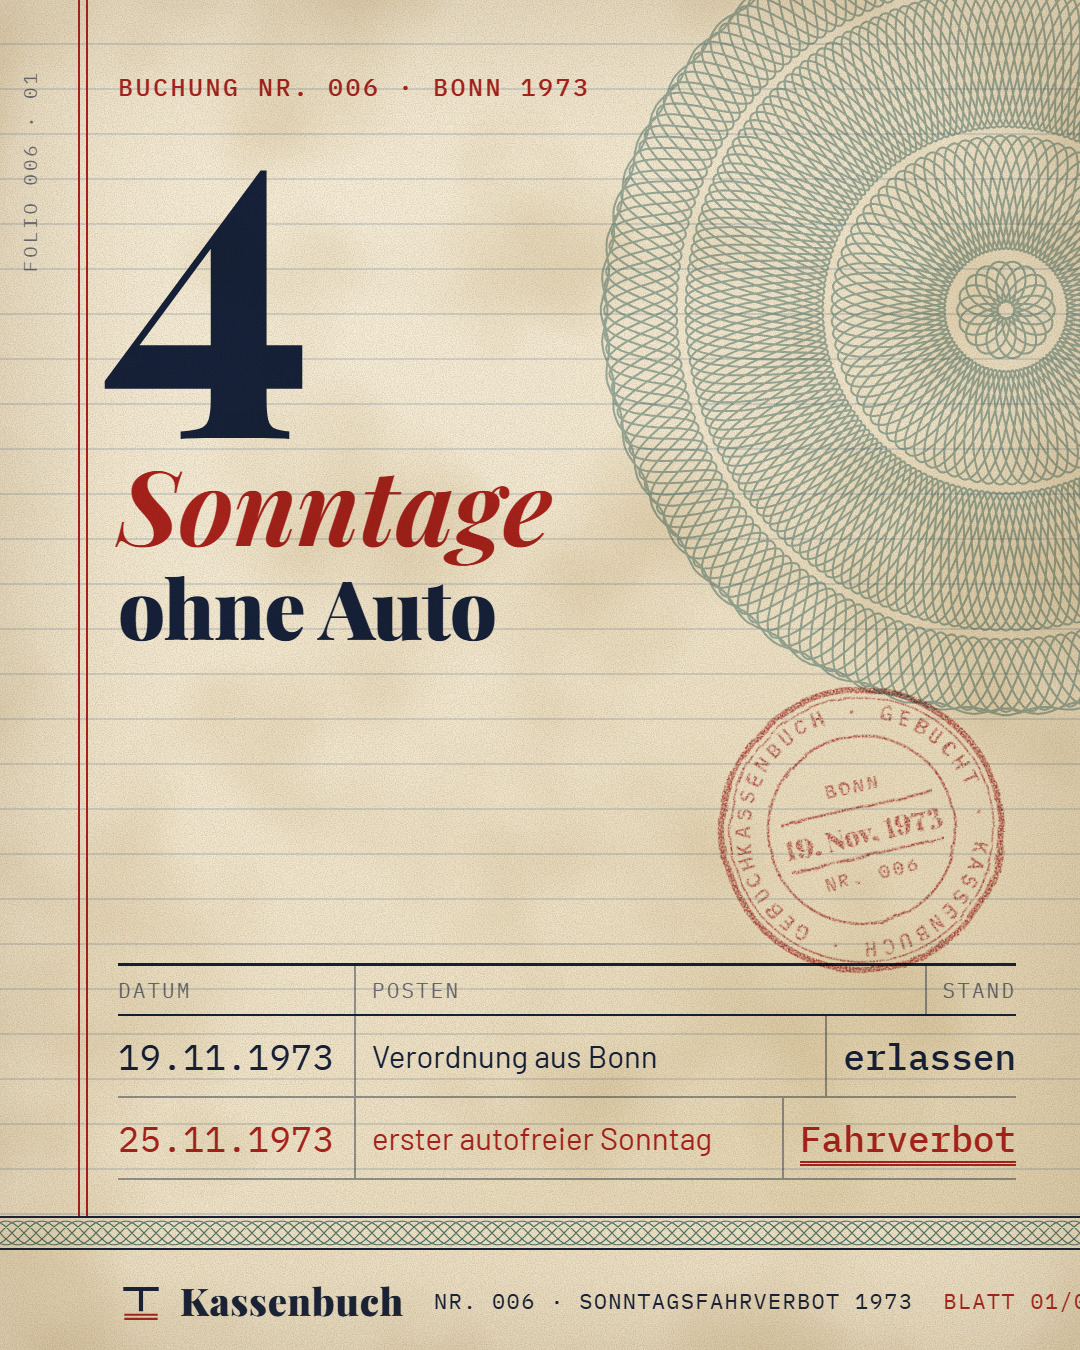 FOLIO 006 · 01
BUCHUNG NR. 006 · BONN 1973
4
Sonntage
ohne Auto
GEBUCHT · KASSENBUCH · GEBUCHKASSENBUCH ·
BONN
19. Nov. 1973
NR. 006
DATUM POSTEN STAND
19.11.1973 Verordnung aus Bonn erlassen
25.11.1973 erster autofreier Sonntag Fahrverbot
Kassenbuch NR. 006 · SONNTAGSFAHRVERBOT 1973 BLATT 01/